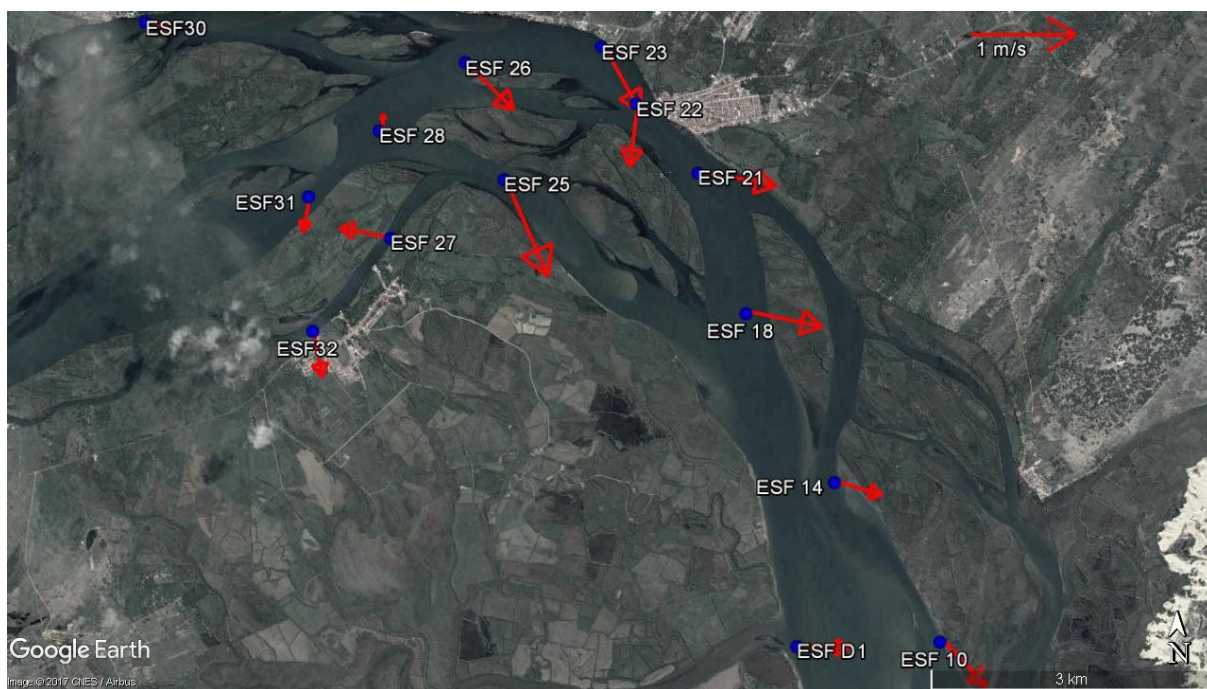 ESF30
ESF 23
1 m/s
ESF 26
ESF 22
ESF 28
ESF 21
ESF 25
ESF31
ESF 27
ESF 18
ESF32
ESF 14
ESF D1
ESF 10
N
Google Earth
3 km
Image © 2017 CNES / Airbus